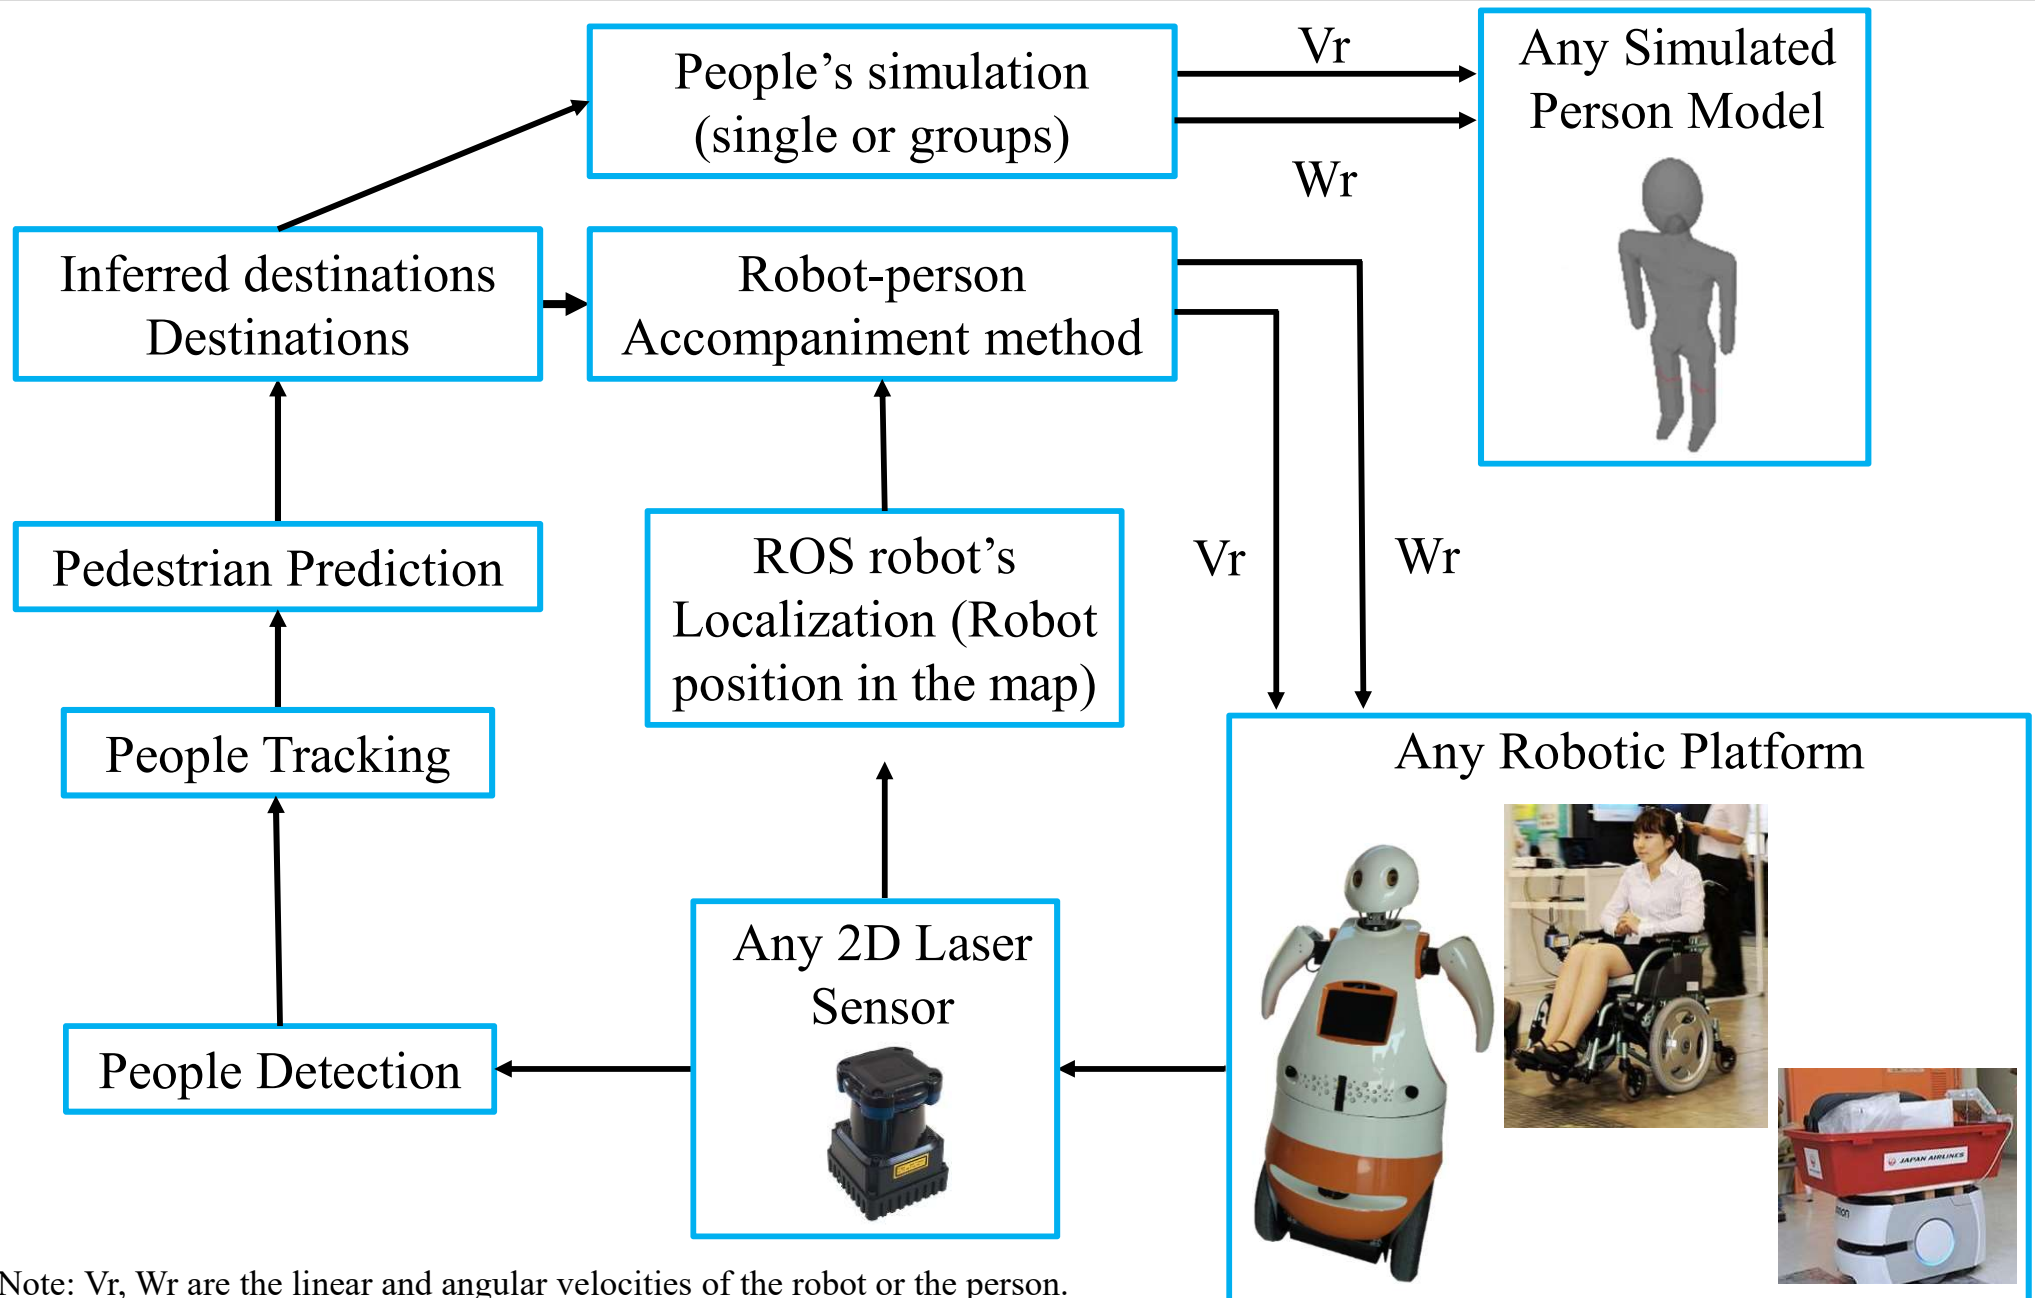 People’s simulation
(single or groups)
Vr
Wr
Any Simulated
Person Model
Inferred destinations
Destinations
Robot-person
Accompaniment method
Pedestrian Prediction
ROS robot’s
Localization (Robot
position in the map)
Vr
Wr
People Tracking
Any Robotic Platform
Any 2D Laser
Sensor
People Detection
JAPAN AIRLINES
Note: Vr, Wr are the linear and angular velocities of the robot or the person.